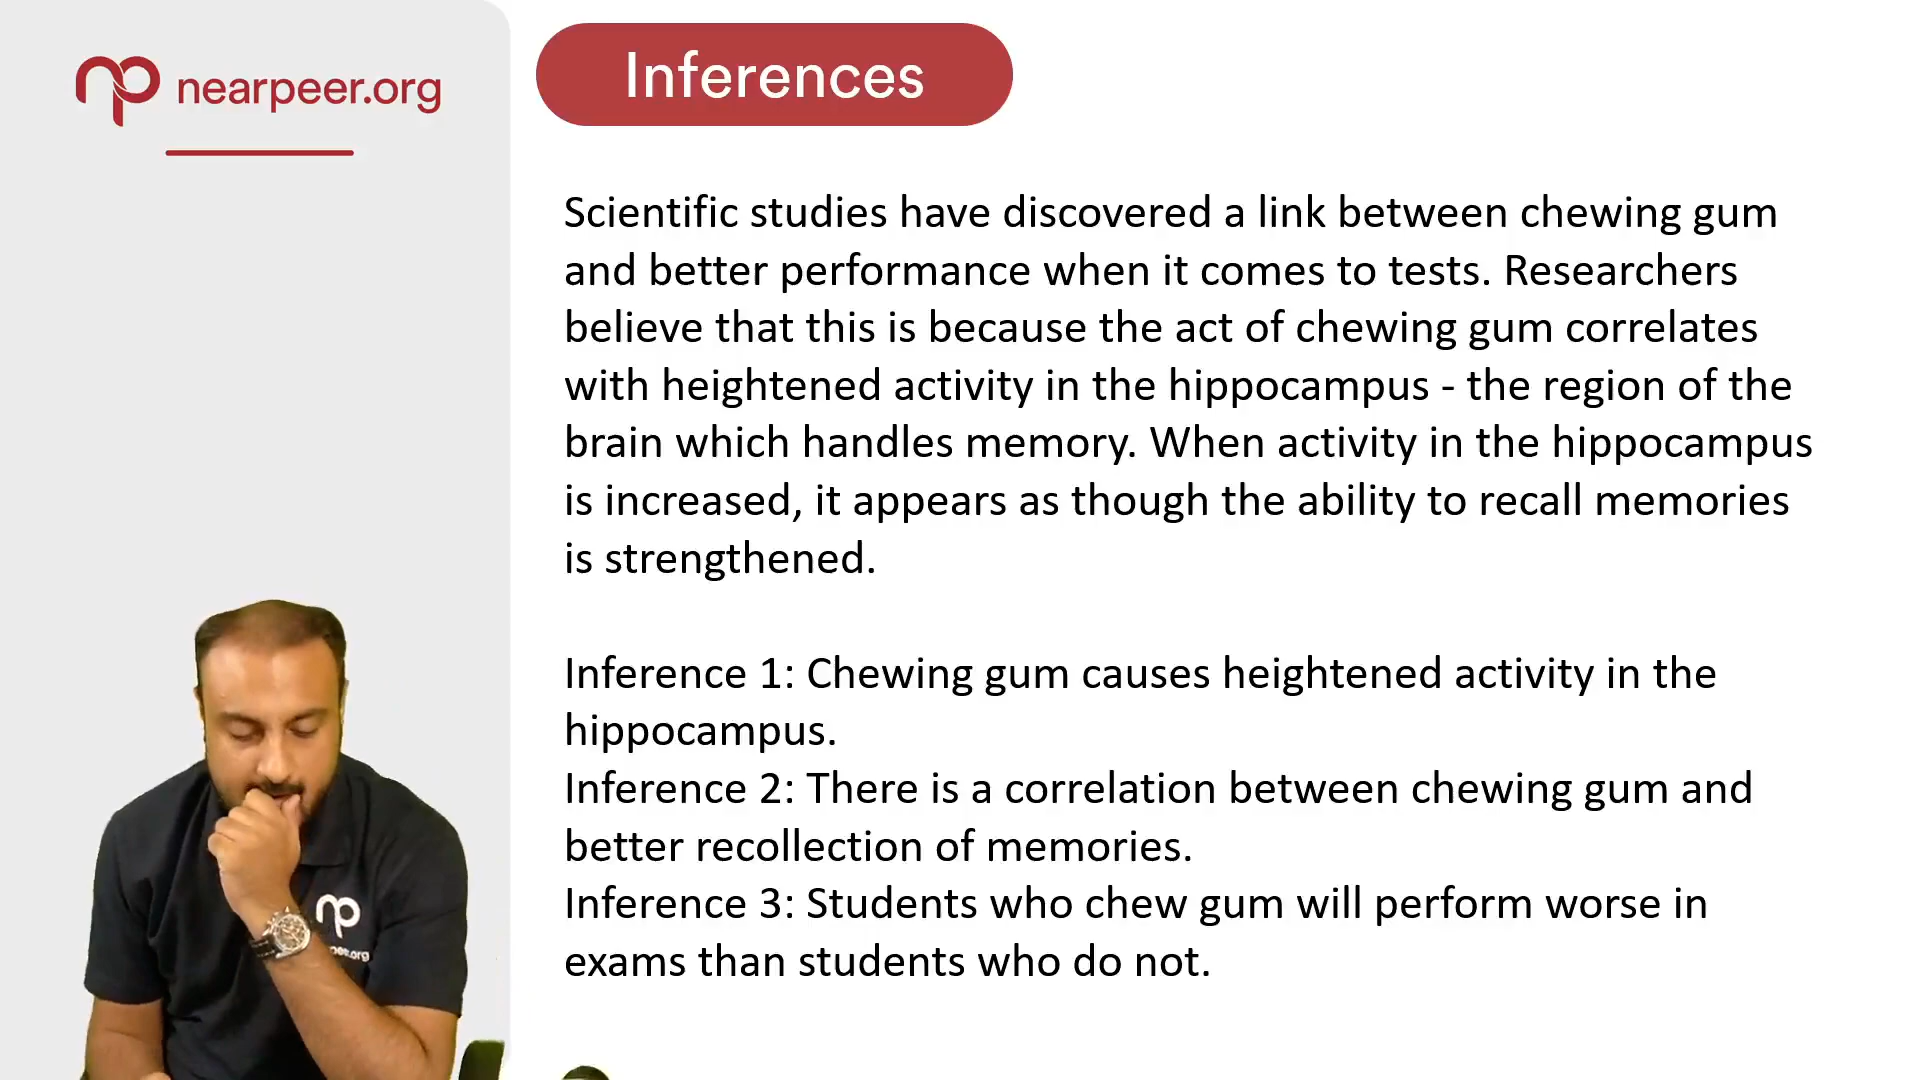 nearpeer.org
Inferences
Scientific studies have discovered a link between chewing gum
and better performance when it comes to tests. Researchers
believe that this is because the act of chewing gum correlates
with heightened activity in the hippocampus - the region of the
brain which handles memory. When activity in the hippocampus
is increased, it appears as though the ability to recall memories
is strengthened.
Inference 1: Chewing gum causes heightened activity in the
hippocampus.
Inference 2: There is a correlation between chewing gum and
better recollection of memories.
Inference 3: Students who chew gum will perform worse in
exams than students who do not.